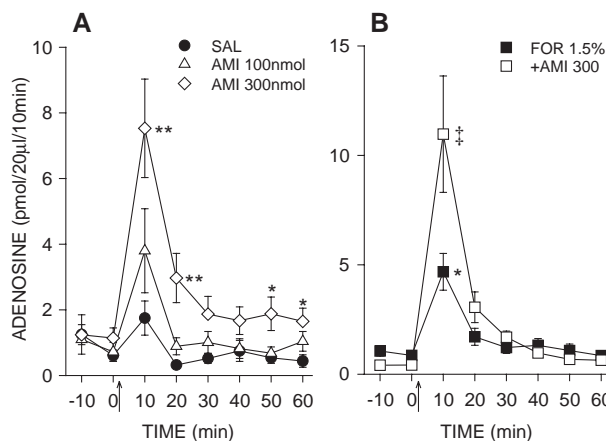 A
SAL
AMI 100nmol
AMI 300nmol
10
8
6
4
2
0
ADENOSINE (pmol/20μl/10min)
**
**
*
*
-10 0 10 20 30 40 50 60
TIME (min)
B
FOR 1.5%
+AMI 300
15
10
5
0
‡
*
-10 0 10 20 30 40 50 60
TIME (min)